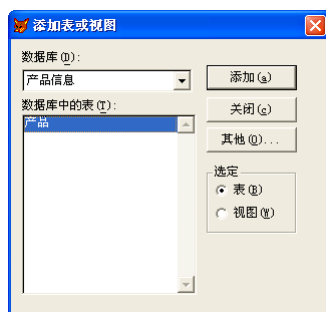 添加表或视图
数据库(D):
产品信息
添加(a)
数据库中的表(T):
关闭(c)
产品
其他(O)...
选定
表(B)
视图(W)